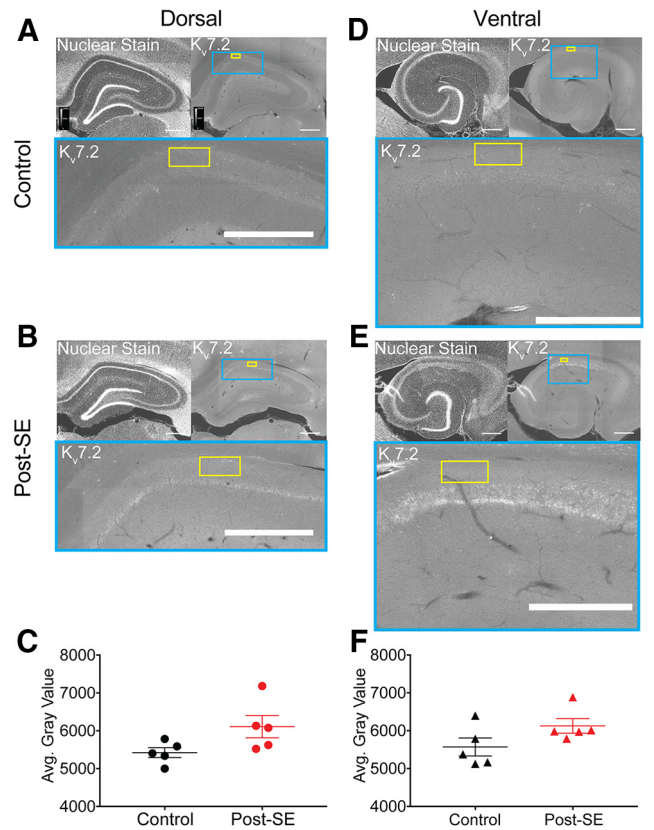 Dorsal
Ventral
A
Nuclear Stain
Kv7.2
Kv7.2
D
Nuclear Stain
Kv7.2
Kv7.2
Control
B
Nuclear Stain
Kv7.2
Kv7.2
E
Nuclear Stain
Kv7.2
Kv7.2
Post-SE
C
8000
7000
6000
5000
4000
Avg. Gray Value
Control
Post-SE
F
8000
7000
6000
5000
4000
Avg. Gray Value
Control
Post-SE